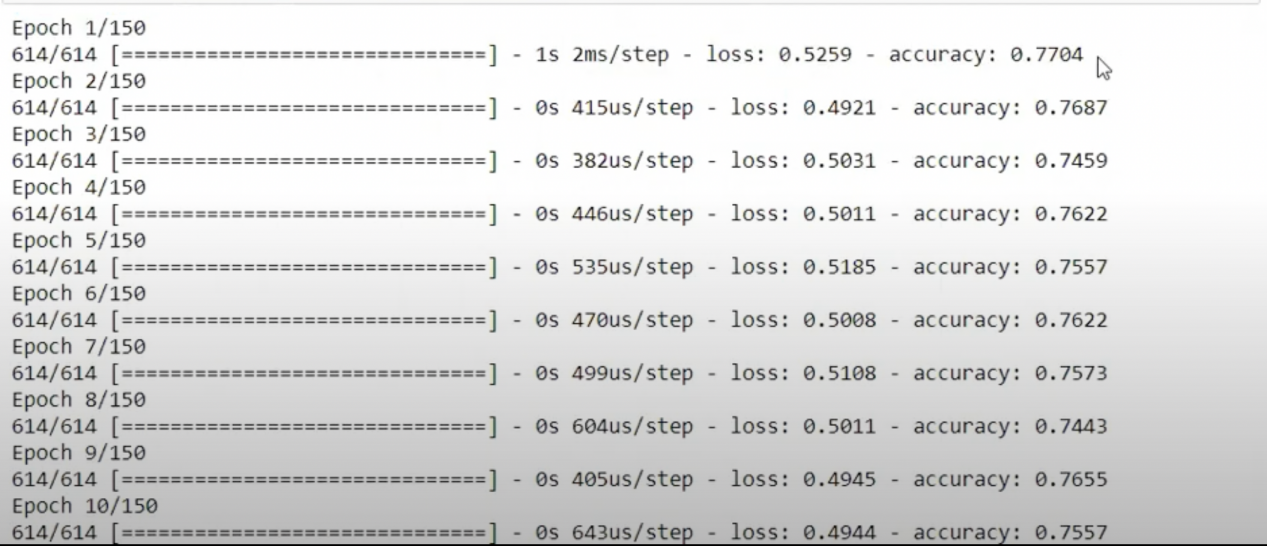 Epoch 1/150
614/614 [==============================] - 1s 2ms/step - loss: 0.5259 - accuracy: 0.7704
Epoch 2/150
614/614 [==============================] - 0s 415us/step - loss: 0.4921 - accuracy: 0.7687
Epoch 3/150
614/614 [==============================] - 0s 382us/step - loss: 0.5031 - accuracy: 0.7459
Epoch 4/150
614/614 [==============================] - 0s 446us/step - loss: 0.5011 - accuracy: 0.7622
Epoch 5/150
614/614 [==============================] - 0s 535us/step - loss: 0.5185 - accuracy: 0.7557
Epoch 6/150
614/614 [==============================] - 0s 470us/step - loss: 0.5008 - accuracy: 0.7622
Epoch 7/150
614/614 [==============================] - 0s 499us/step - loss: 0.5108 - accuracy: 0.7573
Epoch 8/150
614/614 [==============================] - 0s 604us/step - loss: 0.5011 - accuracy: 0.7443
Epoch 9/150
614/614 [==============================] - 0s 405us/step - loss: 0.4945 - accuracy: 0.7655
Epoch 10/150
614/614 [==============================] - 0s 643us/step - loss: 0.4944 - accuracy: 0.7557